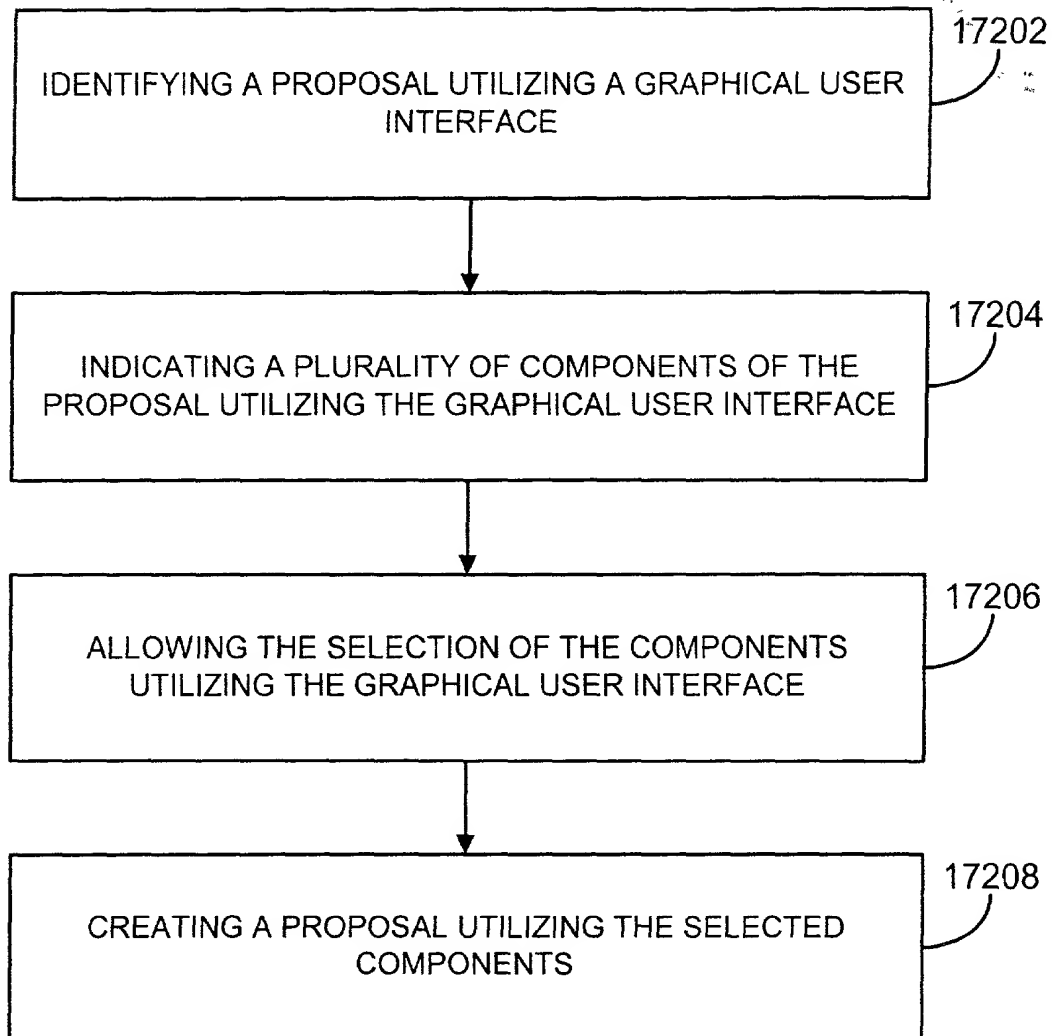 17202
IDENTIFYING A PROPOSAL UTILIZING A GRAPHICAL USER
INTERFACE
17204
INDICATING A PLURALITY OF COMPONENTS OF THE
PROPOSAL UTILIZING THE GRAPHICAL USER INTERFACE
17206
ALLOWING THE SELECTION OF THE COMPONENTS
UTILIZING THE GRAPHICAL USER INTERFACE
17208
CREATING A PROPOSAL UTILIZING THE SELECTED
COMPONENTS